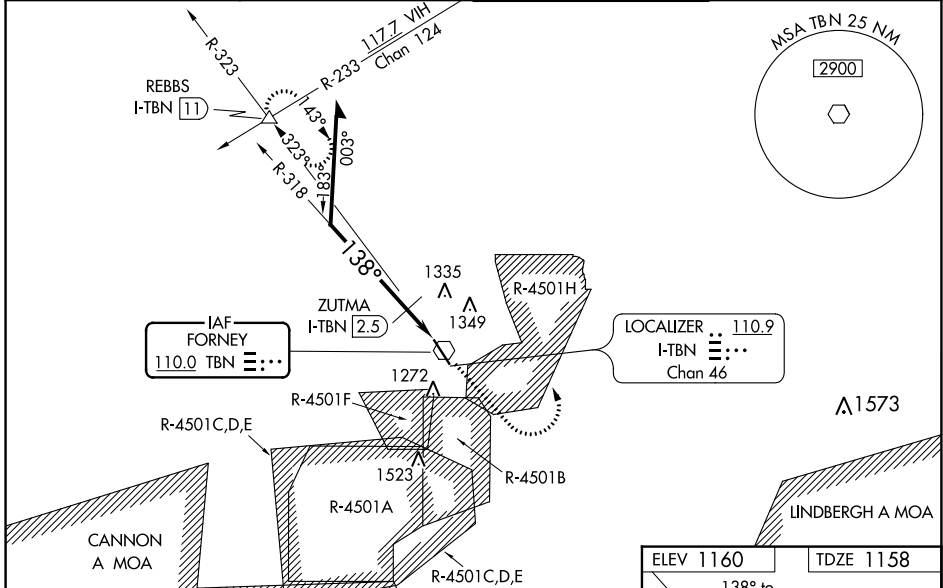 R-323
117.7 VIH
R-233 Chan 124
MSA TBN 25 NM
2900
REBBS
I-TBN 11
143°
323°
183°
003°
R-318
138°
1335
1349
R-4501H
ZUTMA
I-TBN 2.5
IAF
FORNEY
110.0 TBN
LOCALIZER 110.9
I-TBN
Chan 46
1272
R-4501F
1573
R-4501C,D,E
1523
R-4501B
R-4501A
CANNON
A MOA
LINDBERGH A MOA
R-4501C,D,E
ELEV 1160
TDZE 1158
138° to